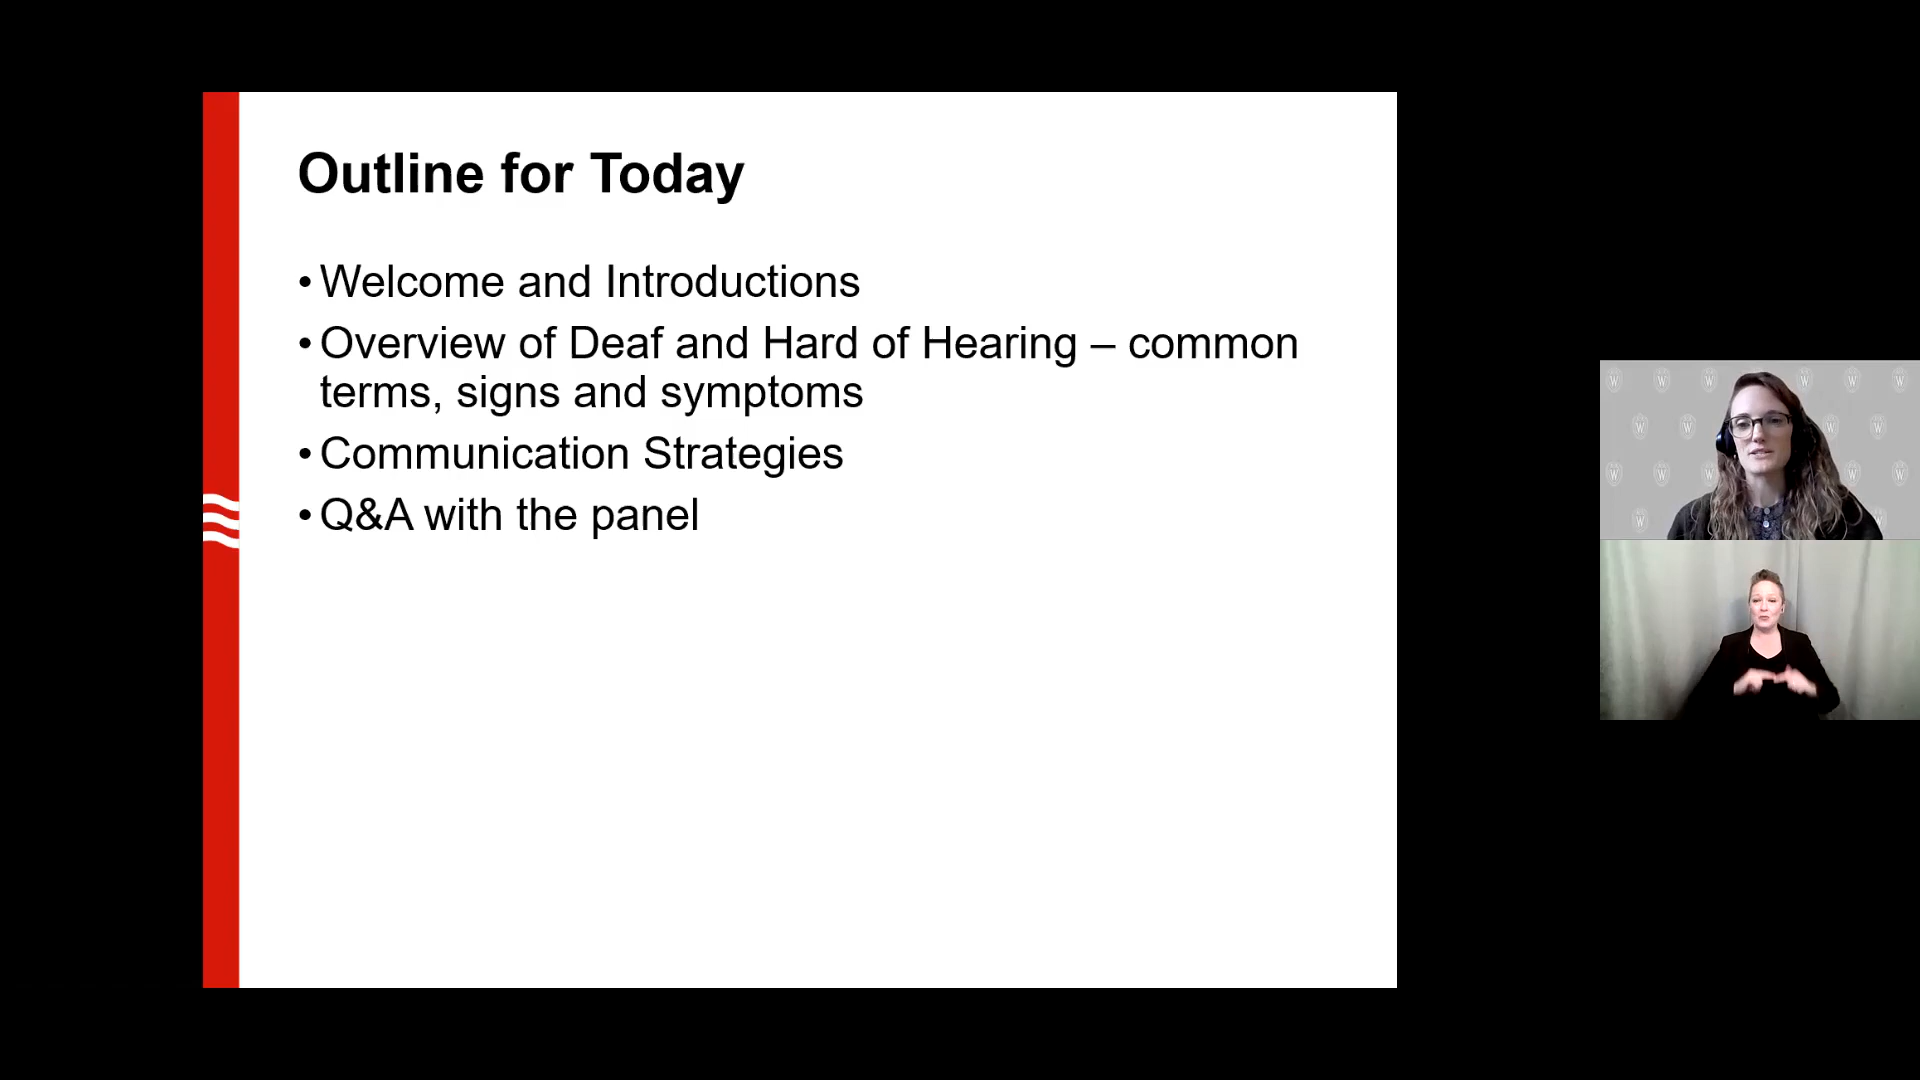 Outline for Today
• Welcome and Introductions
• Overview of Deaf and Hard of Hearing – common
terms, signs and symptoms
• Communication Strategies
• Q&A with the panel